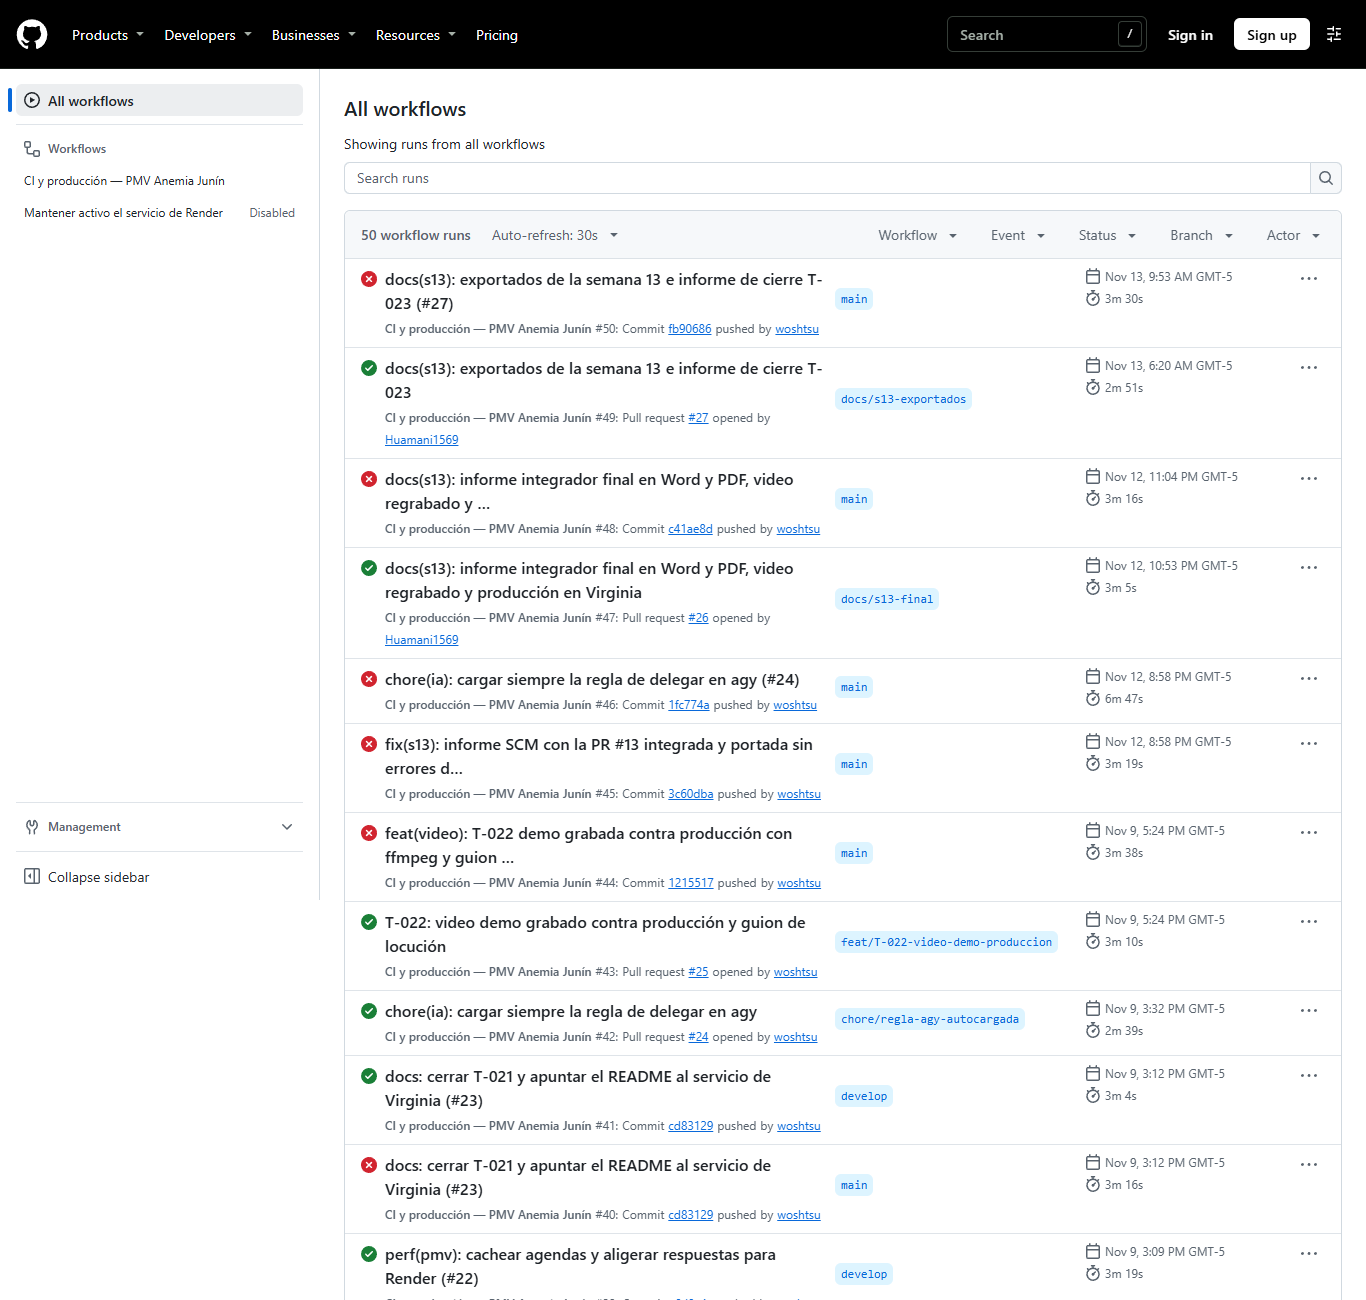 Products
Developers
Businesses
Resources
Pricing
Search
/
Sign in
Sign up
All workflows
Workflows
CI y producción — PMV Anemia Junín
Mantener activo el servicio de Render
Disabled
Management
Collapse sidebar
All workflows
Showing runs from all workflows
Search runs
50 workflow runs
Auto-refresh: 30s
Workflow
Event
Status
Branch
Actor
docs(s13): exportados de la semana 13 e informe de cierre T-
023 (#27)
CI y producción — PMV Anemia Junín #50: Commit fb90686 pushed by woshtsu
main
Nov 13, 9:53 AM GMT-5
3m 30s
docs(s13): exportados de la semana 13 e informe de cierre T-
023
CI y producción — PMV Anemia Junín #49: Pull request #27 opened by
Huamani1569
docs/s13-exportados
Nov 13, 6:20 AM GMT-5
2m 51s
docs(s13): informe integrador final en Word y PDF, video
regrabado y ...
CI y producción — PMV Anemia Junín #48: Commit c41ae8d pushed by woshtsu
main
Nov 12, 11:04 PM GMT-5
3m 16s
docs(s13): informe integrador final en Word y PDF, video
regrabado y producción en Virginia
CI y producción — PMV Anemia Junín #47: Pull request #26 opened by
Huamani1569
docs/s13-final
Nov 12, 10:53 PM GMT-5
3m 5s
chore(ia): cargar siempre la regla de delegar en agy (#24)
CI y producción — PMV Anemia Junín #46: Commit 1fc774a pushed by woshtsu
main
Nov 12, 8:58 PM GMT-5
6m 47s
fix(s13): informe SCM con la PR #13 integrada y portada sin
errores d...
CI y producción — PMV Anemia Junín #45: Commit 3c60dba pushed by woshtsu
main
Nov 12, 8:58 PM GMT-5
3m 19s
feat(video): T-022 demo grabada contra producción con
ffmpeg y guion ...
CI y producción — PMV Anemia Junín #44: Commit 1215517 pushed by woshtsu
main
Nov 9, 5:24 PM GMT-5
3m 38s
T-022: video demo grabado contra producción y guion de
locución
CI y producción — PMV Anemia Junín #43: Pull request #25 opened by woshtsu
feat/T-022-video-demo-produccion
Nov 9, 5:24 PM GMT-5
3m 10s
chore(ia): cargar siempre la regla de delegar en agy
CI y producción — PMV Anemia Junín #42: Pull request #24 opened by woshtsu
chore/regla-agy-autocargada
Nov 9, 3:32 PM GMT-5
2m 39s
docs: cerrar T-021 y apuntar el README al servicio de
Virginia (#23)
CI y producción — PMV Anemia Junín #41: Commit cd83129 pushed by woshtsu
develop
Nov 9, 3:12 PM GMT-5
3m 4s
docs: cerrar T-021 y apuntar el README al servicio de
Virginia (#23)
CI y producción — PMV Anemia Junín #40: Commit cd83129 pushed by woshtsu
main
Nov 9, 3:12 PM GMT-5
3m 16s
perf(pmv): cachear agendas y aligerar respuestas para
Render (#22)
develop
Nov 9, 3:09 PM GMT-5
3m 19s